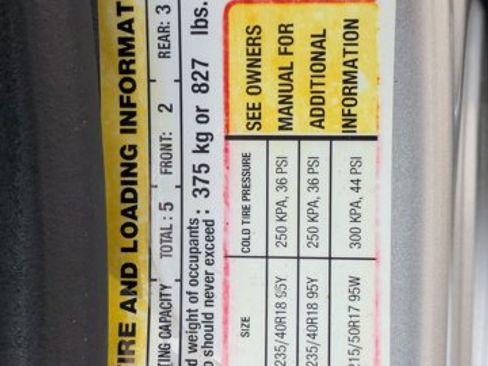 IRE AND LOADING INFORMAT
ING CAPACITY TOTAL : 5 FRONT: 2 REAR: 3
d weight of occupants
should never exceed : 375 kg or 827 lbs.
SIZE COLD TIRE PRESSURE SEE OWNERS
235/40R18 95Y 250 KPA, 36 PSI MANUAL FOR
235/40R18 95Y 250 KPA, 36 PSI ADDITIONAL
215/50R17 95W 300 KPA, 44 PSI INFORMATION